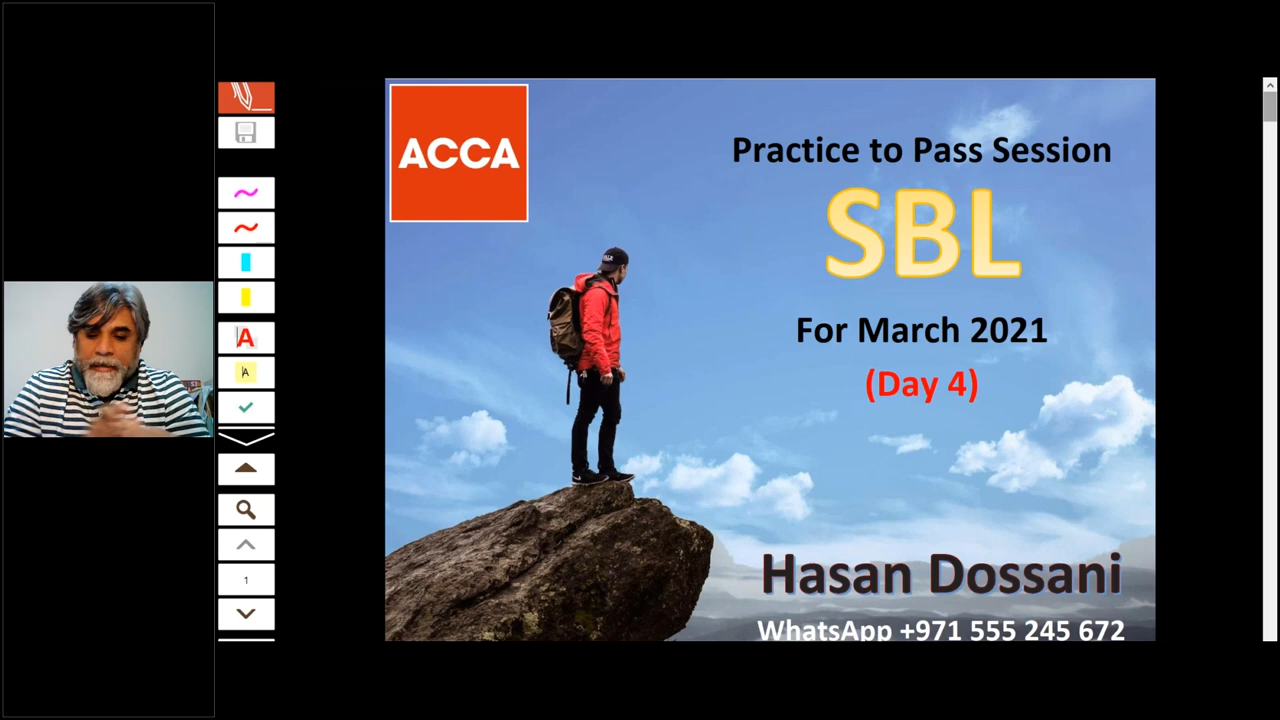 ACCA
Practice to Pass Session
SBL
For March 2021
(Day 4)
Hasan Dossani
WhatsApp +971 555 245 672
A
A
1